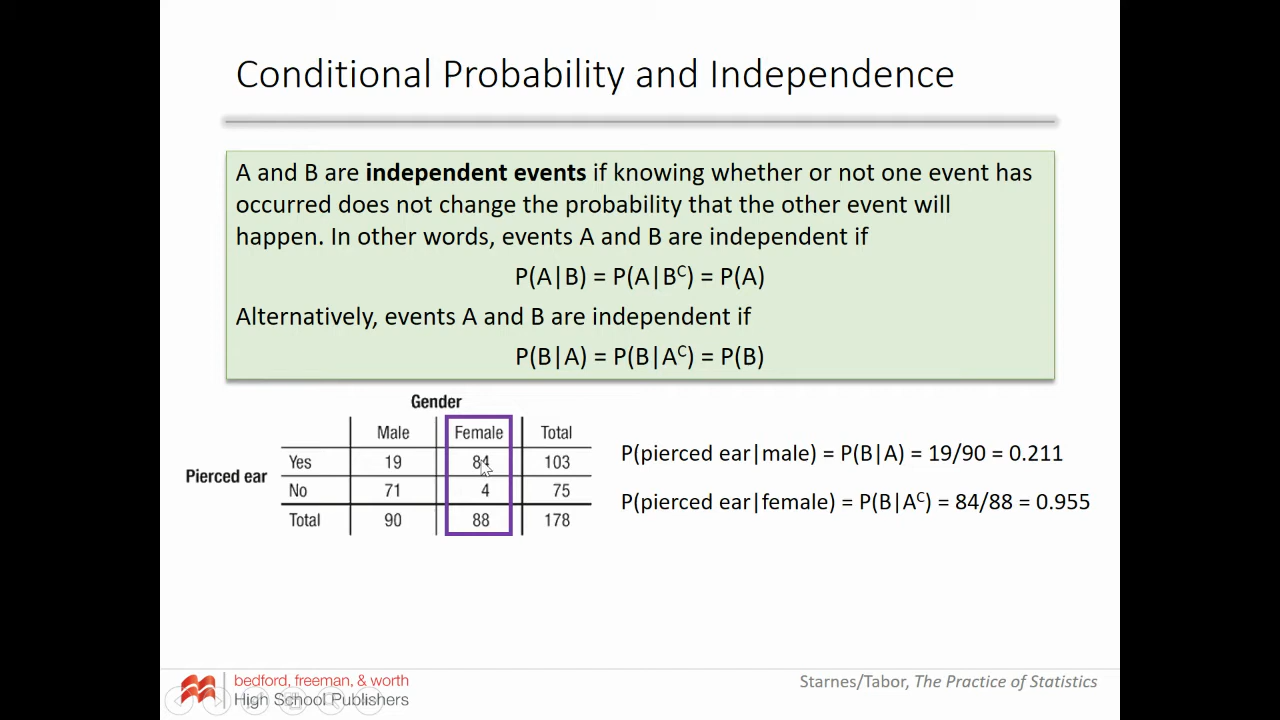 Conditional Probability and Independence
A and B are independent events if knowing whether or not one event has
occurred does not change the probability that the other event will
happen. In other words, events A and B are independent if
P(A|B) = P(A|Bᶜ) = P(A)
Alternatively, events A and B are independent if
P(B|A) = P(B|Aᶜ) = P(B)
Gender
Male Female Total
Pierced ear
Yes 19 84 103
No 71 4 75
Total 90 88 178
P(pierced ear|male) = P(B|A) = 19/90 = 0.211
P(pierced ear|female) = P(B|Aᶜ) = 84/88 = 0.955
bedford, freeman, & worth
High School Publishers
Starnes/Tabor, The Practice of Statistics